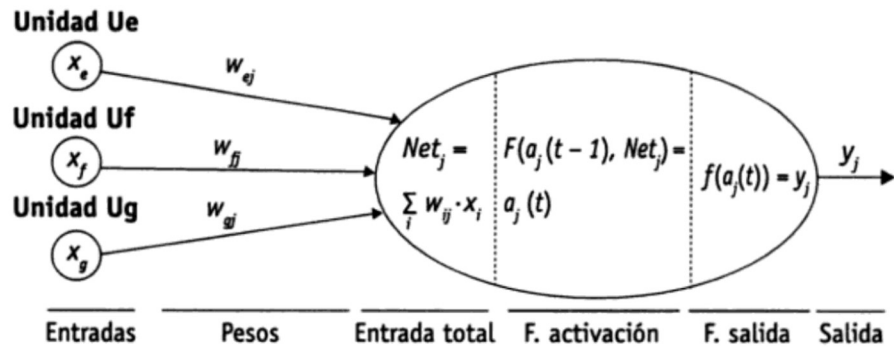 Unidad Ue
x_e
w_ej
Unidad Uf
x_f
w_fj
Unidad Ug
x_g
w_gj
Net_j =
∑_i w_ij · x_i
F(a_j(t – 1), Net_j) =
a_j (t)
f(a_j(t)) = y_j
y_j
Entradas Pesos Entrada total F. activación F. salida Salida